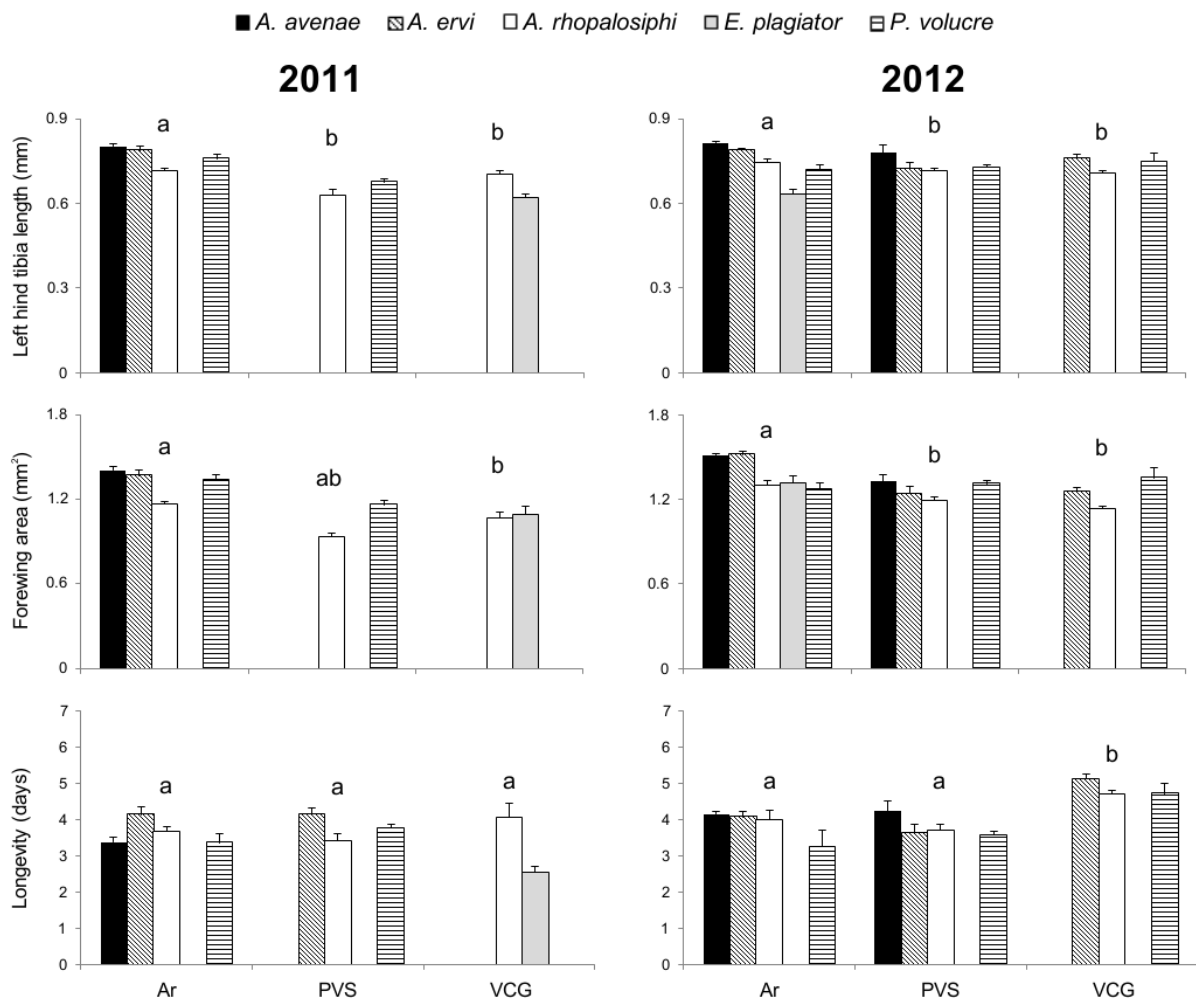 A. avenae A. ervi A. rhopalosiphi E. plagiator P. volucre
2011 2012
Left hind tibia length (mm)
0.9
0.6
0.3
0
a b b
0.9
0.6
0.3
0
a b b
Forewing area (mm²)
1.8
1.2
0.6
0
a ab b
1.8
1.2
0.6
0
a b b
Longevity (days)
7
6
5
4
3
2
1
0
a a a
Ar PVS VCG
7
6
5
4
3
2
1
0
a a b
Ar PVS VCG